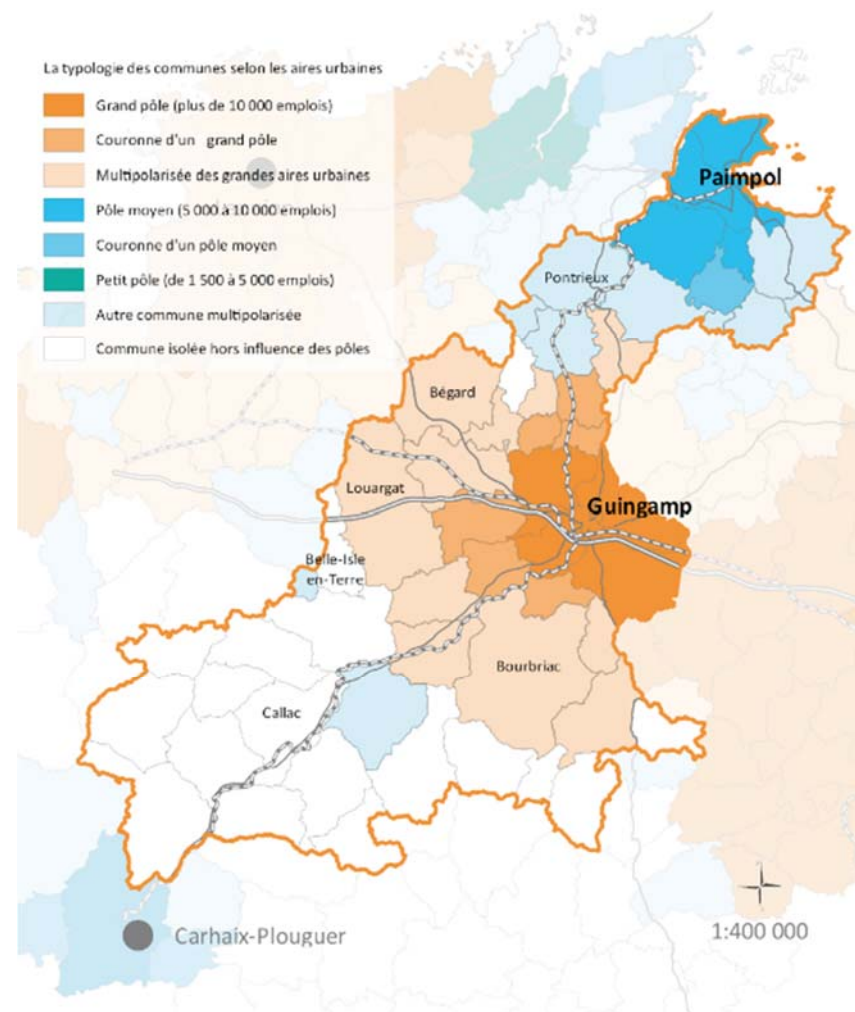 La typologie des communes selon les aires urbaines
Grand pôle (plus de 10 000 emplois)
Couronne d'un grand pôle
Multipolarisée des grandes aires urbaines
Pôle moyen (5 000 à 10 000 emplois)
Couronne d'un pôle moyen
Petit pôle (de 1 500 à 5 000 emplois)
Autre commune multipolarisée
Commune isolée hors influence des pôles
Paimpol
Pontrieux
Bégard
Louargat
Guingamp
Belle-Isle
en-Terre
Bourbriac
Callac
Carhaix-Plouguer
1:400 000